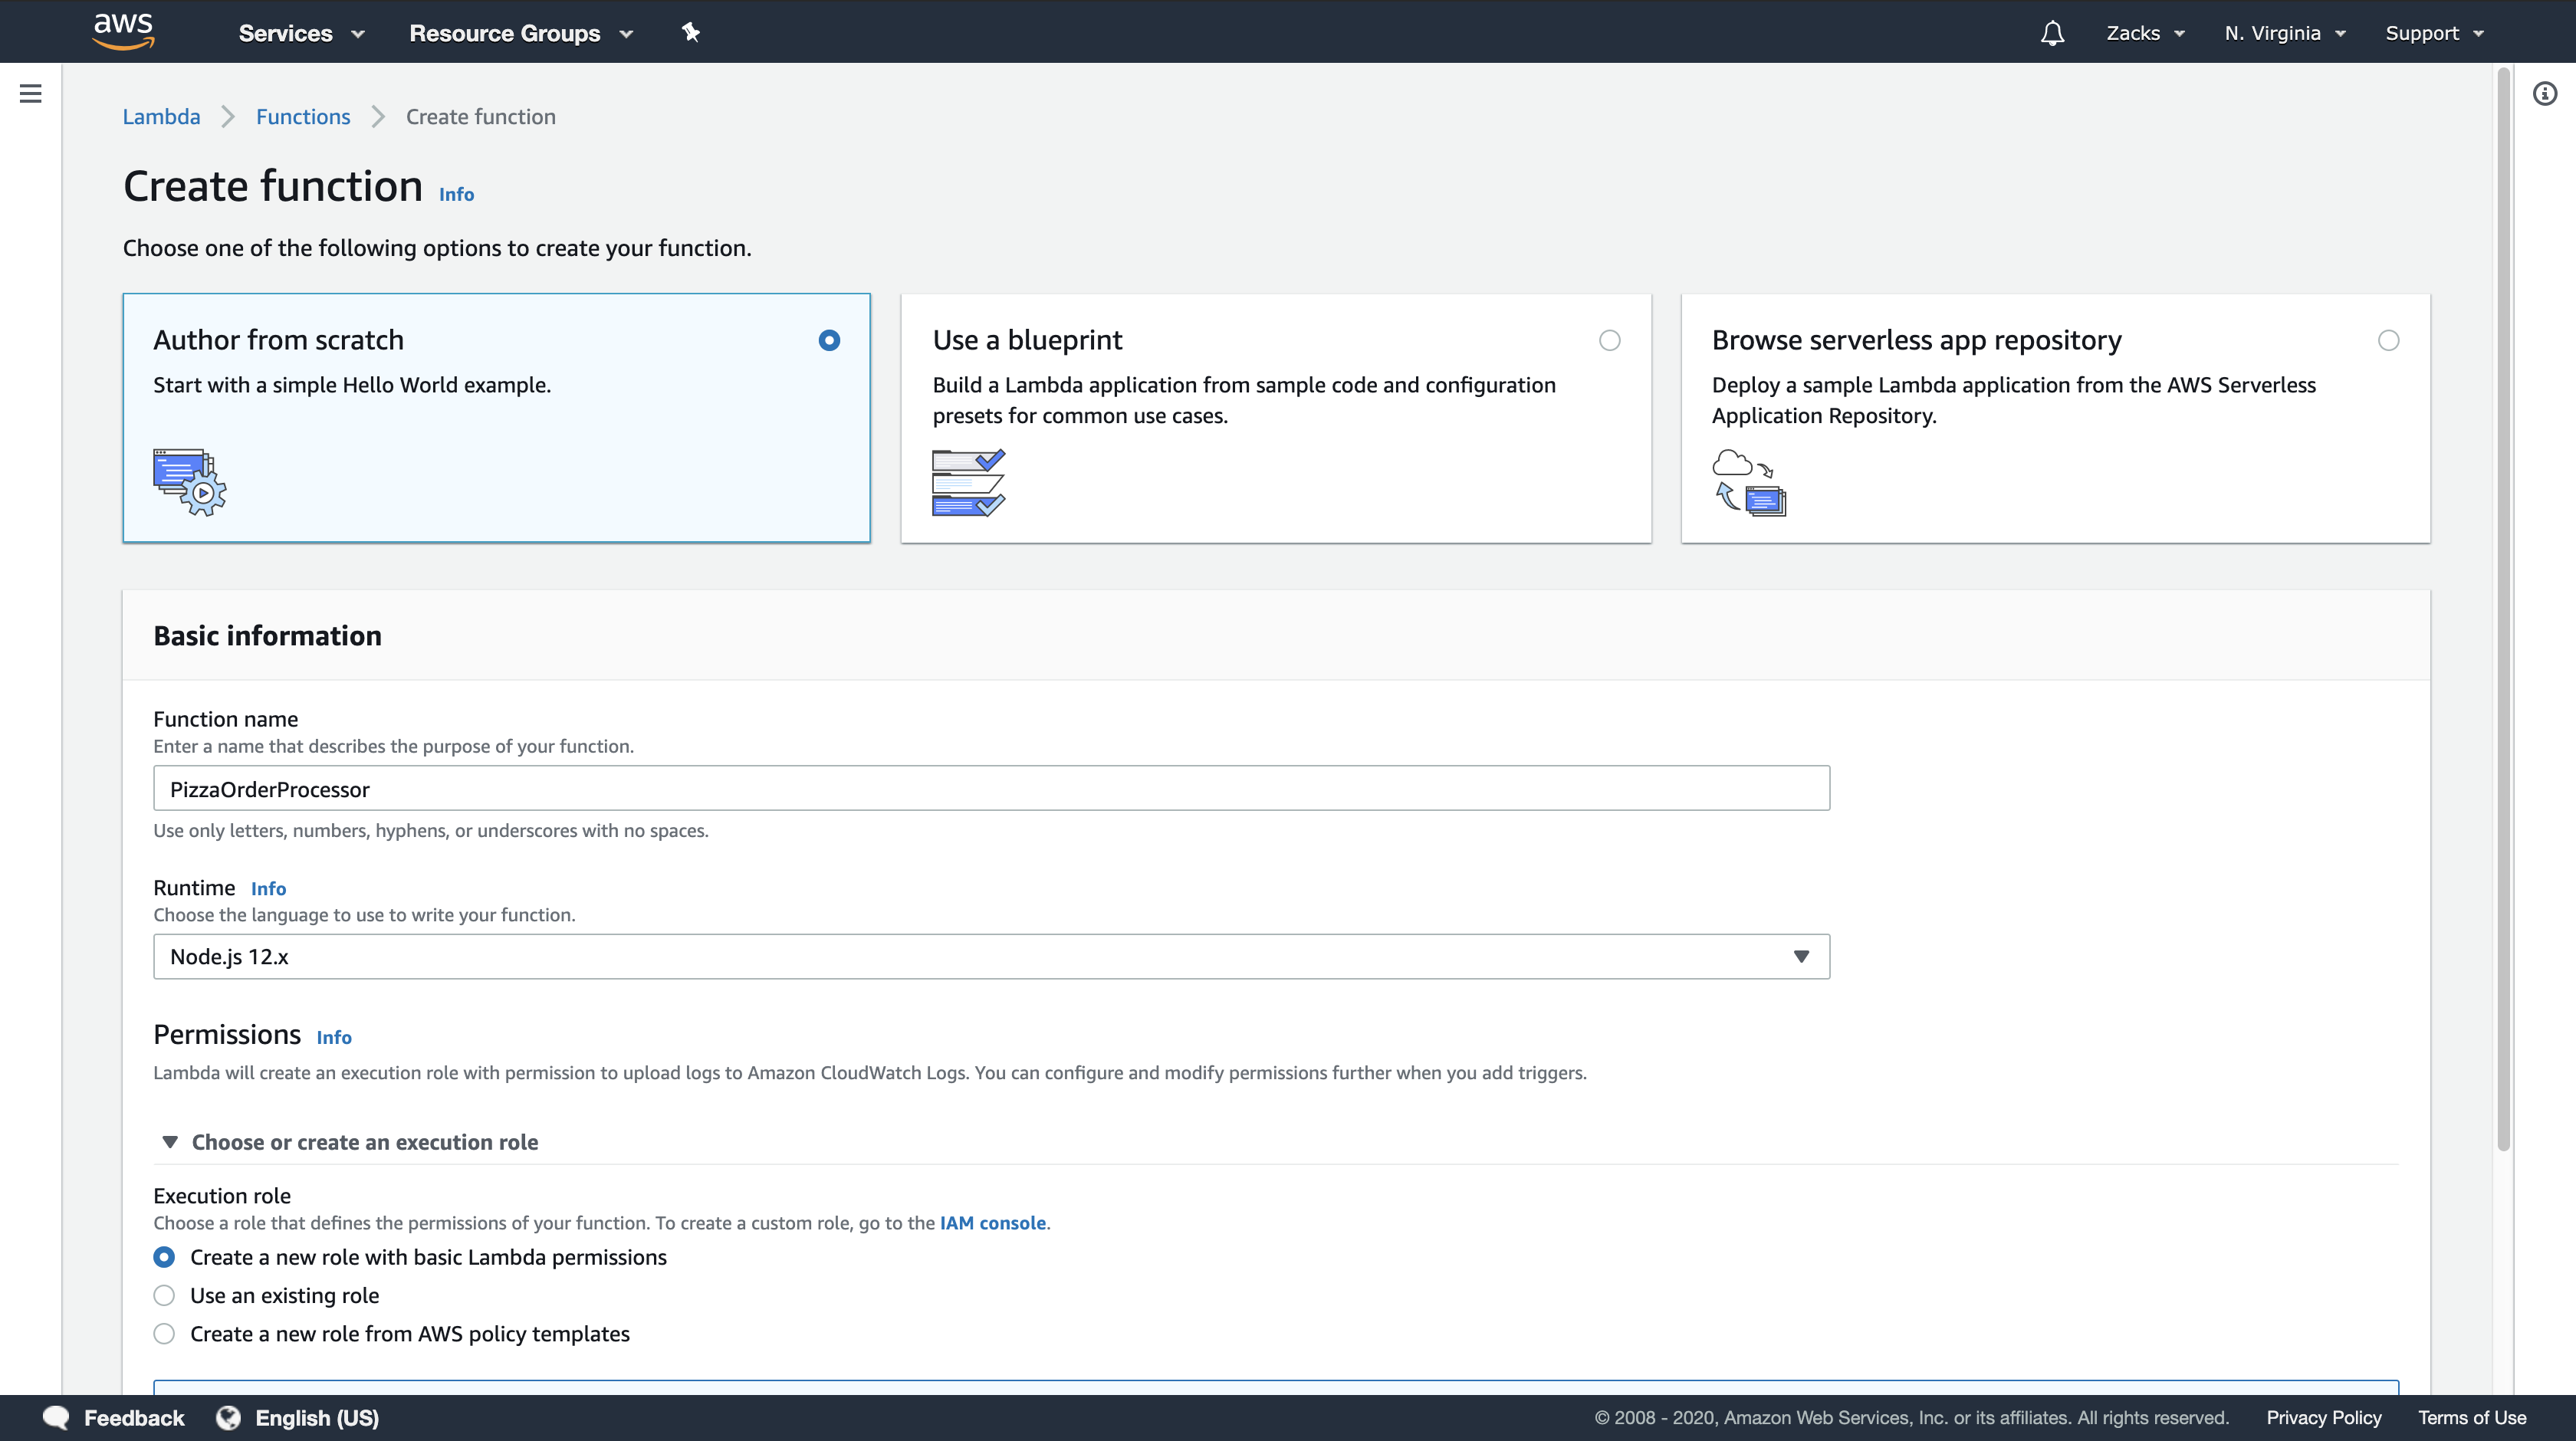 aws Services Resource Groups Zacks N. Virginia Support
Lambda Functions Create function
Create function Info
Choose one of the following options to create your function.
Author from scratch
Start with a simple Hello World example.
Use a blueprint
Build a Lambda application from sample code and configuration
presets for common use cases.
Browse serverless app repository
Deploy a sample Lambda application from the AWS Serverless
Application Repository.
Basic information
Function name
Enter a name that describes the purpose of your function.
PizzaOrderProcessor
Use only letters, numbers, hyphens, or underscores with no spaces.
Runtime Info
Choose the language to use to write your function.
Node.js 12.x
Permissions Info
Lambda will create an execution role with permission to upload logs to Amazon CloudWatch Logs. You can configure and modify permissions further when you add triggers.
Choose or create an execution role
Execution role
Choose a role that defines the permissions of your function. To create a custom role, go to the IAM console.
Create a new role with basic Lambda permissions
Use an existing role
Create a new role from AWS policy templates
Feedback English (US) © 2008 - 2020, Amazon Web Services, Inc. or its affiliates. All rights reserved. Privacy Policy Terms of Use